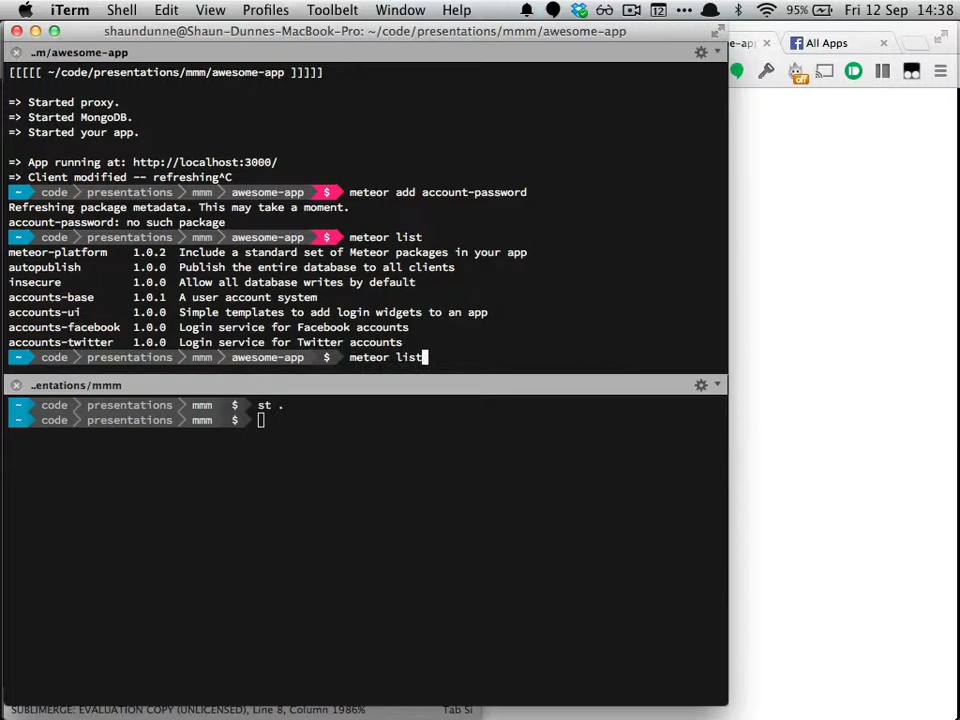 iTerm Shell Edit View Profiles Toolbelt Window Help 12 95% Fri 12 Sep 14:38
shaundunne@Shaun-Dunnes-MacBook-Pro: ~/code/presentations/mmm/awesome-app
..m/awesome-app
e-ap
All Apps
off
[[[[[ ~/code/presentations/mmm/awesome-app ]]]]]
=> Started proxy.
=> Started MongoDB.
=> Started your app.
=> App running at: http://localhost:3000/
=> Client modified -- refreshing^C
~ code presentations mmm awesome-app $ meteor add account-password
Refreshing package metadata. This may take a moment.
account-password: no such package
~ code presentations mmm awesome-app $ meteor list
meteor-platform 1.0.2 Include a standard set of Meteor packages in your app
autopublish 1.0.0 Publish the entire database to all clients
insecure 1.0.0 Allow all database writes by default
accounts-base 1.0.1 A user account system
accounts-ui 1.0.0 Simple templates to add login widgets to an app
accounts-facebook 1.0.0 Login service for Facebook accounts
accounts-twitter 1.0.0 Login service for Twitter accounts
~ code presentations mmm awesome-app $ meteor list
..entations/mmm
~ code presentations mmm $ st .
~ code presentations mmm $
SUBLIMERGE: EVALUATION COPY (UNLICENSED), Line 8, Column 1986% Tab Si